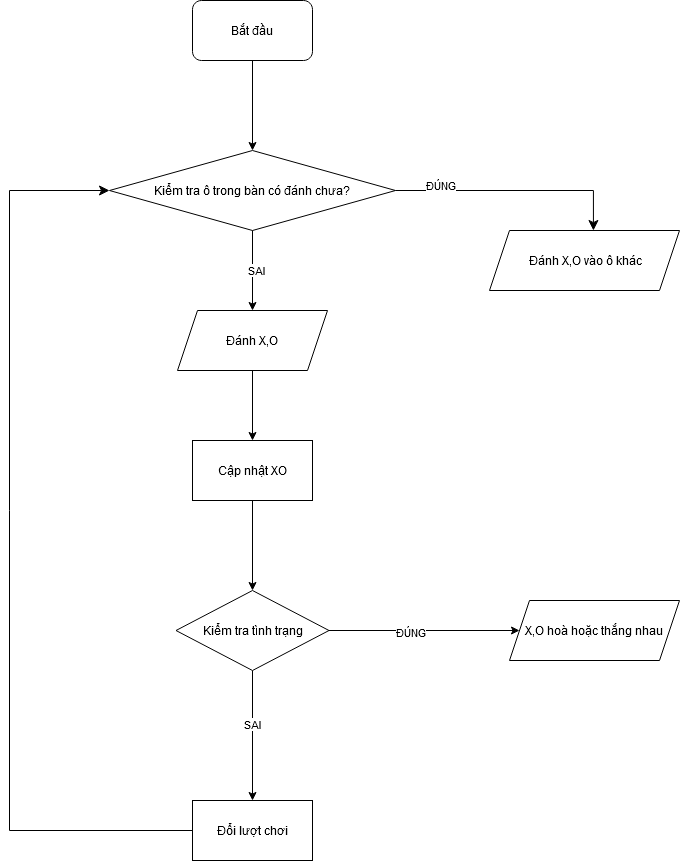 Bắt đầu
Kiểm tra ô trong bàn có đánh chưa?
ĐÚNG
Đánh X,O vào ô khác
SAI
Đánh X,O
Cập nhật XO
Kiểm tra tình trạng
ĐÚNG
X,O hoà hoặc thắng nhau
SAI
Đổi lượt chơi